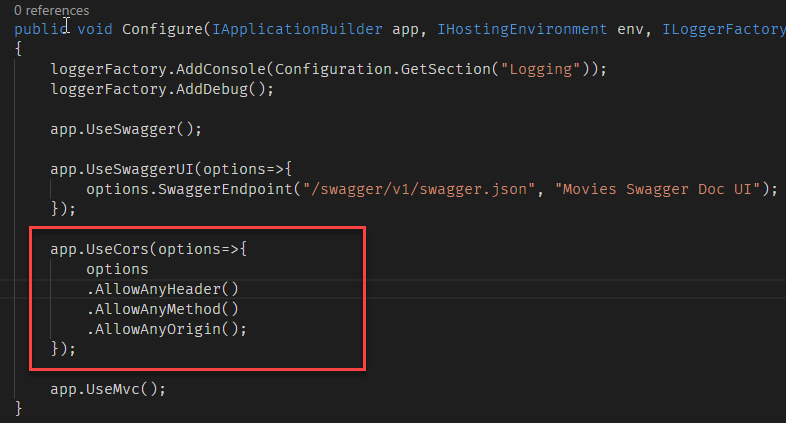 0 references
public void Configure(IApplicationBuilder app, IHostingEnvironment env, ILoggerFactory
{
loggerFactory.AddConsole(Configuration.GetSection("Logging"));
loggerFactory.AddDebug();
app.UseSwagger();
app.UseSwaggerUI(options=>{
options.SwaggerEndpoint("/swagger/v1/swagger.json", "Movies Swagger Doc UI");
});
app.UseCors(options=>{
options
.AllowAnyHeader()
.AllowAnyMethod()
.AllowAnyOrigin();
});
app.UseMvc();
}